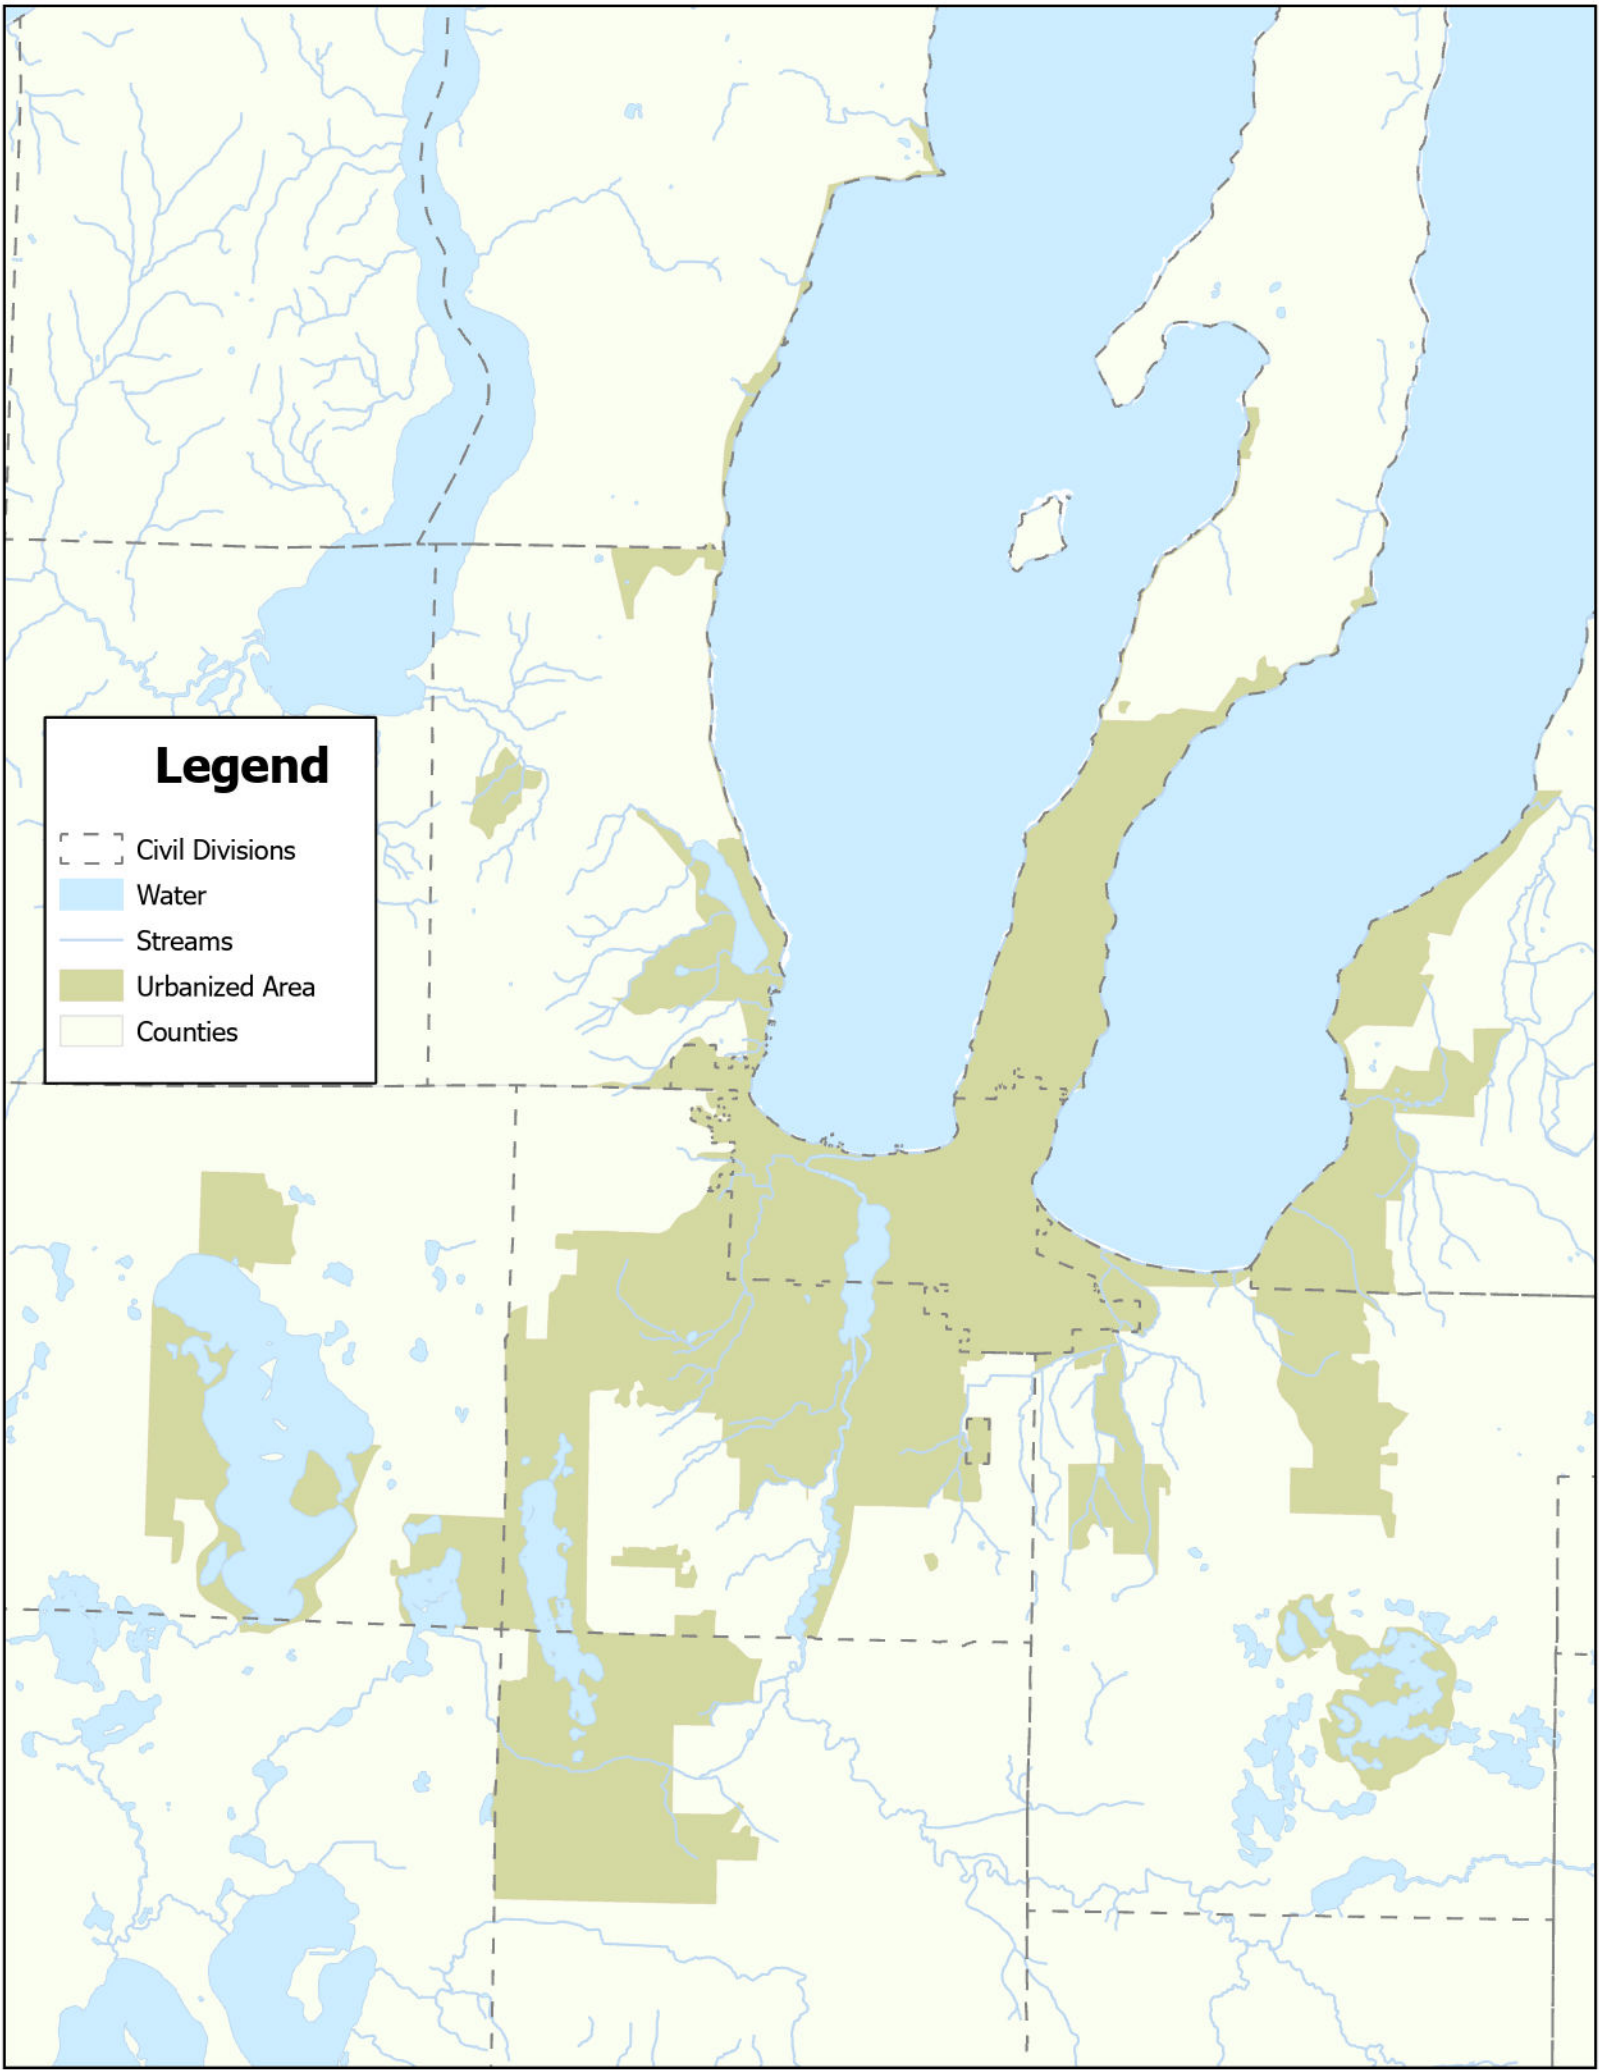 Legend
Civil Divisions
Water
Streams
Urbanized Area
Counties